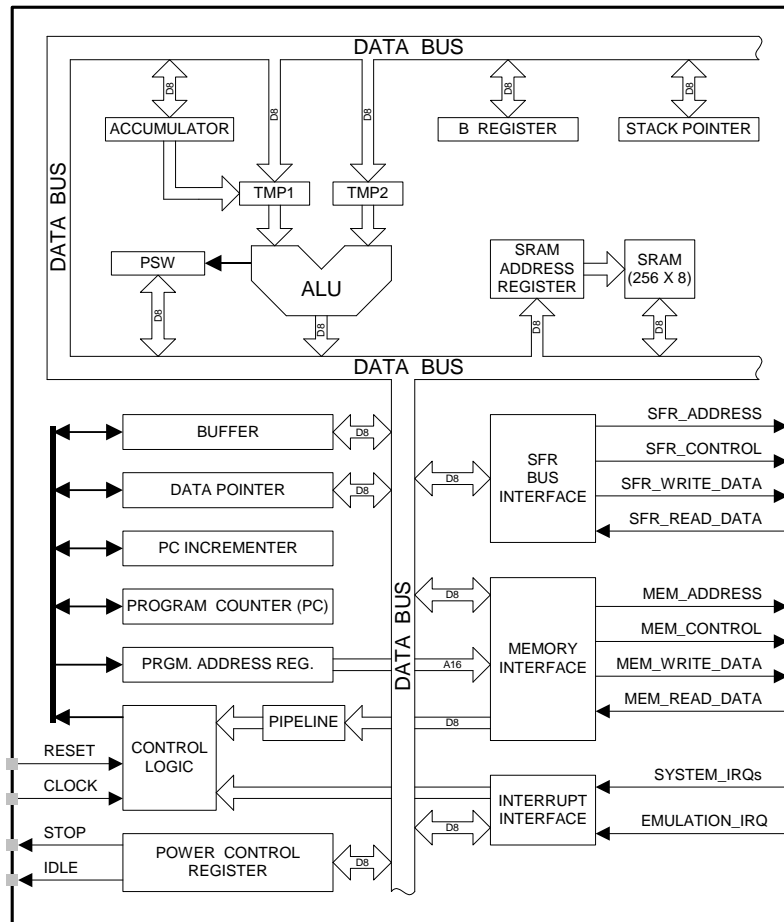 DATA BUS
D8
D8
D8
D8
D8
ACCUMULATOR
B REGISTER
STACK POINTER
DATA BUS
TMP1
TMP2
PSW
ALU
SRAM
ADDRESS
REGISTER
SRAM
(256 X 8)
D8
D8
D8
D8
DATA BUS
BUFFER
D8
DATA POINTER
D8
PC INCREMENTER
PROGRAM COUNTER (PC)
PRGM. ADDRESS REG.
A16
DATA BUS
D8
SFR
BUS
INTERFACE
SFR_ADDRESS
SFR_CONTROL
SFR_WRITE_DATA
SFR_READ_DATA
D8
MEMORY
INTERFACE
MEM_ADDRESS
MEM_CONTROL
MEM_WRITE_DATA
MEM_READ_DATA
PIPELINE
D8
CONTROL
LOGIC
RESET
CLOCK
INTERRUPT
INTERFACE
SYSTEM_IRQs
EMULATION_IRQ
D8
STOP
IDLE
POWER CONTROL
REGISTER
D8